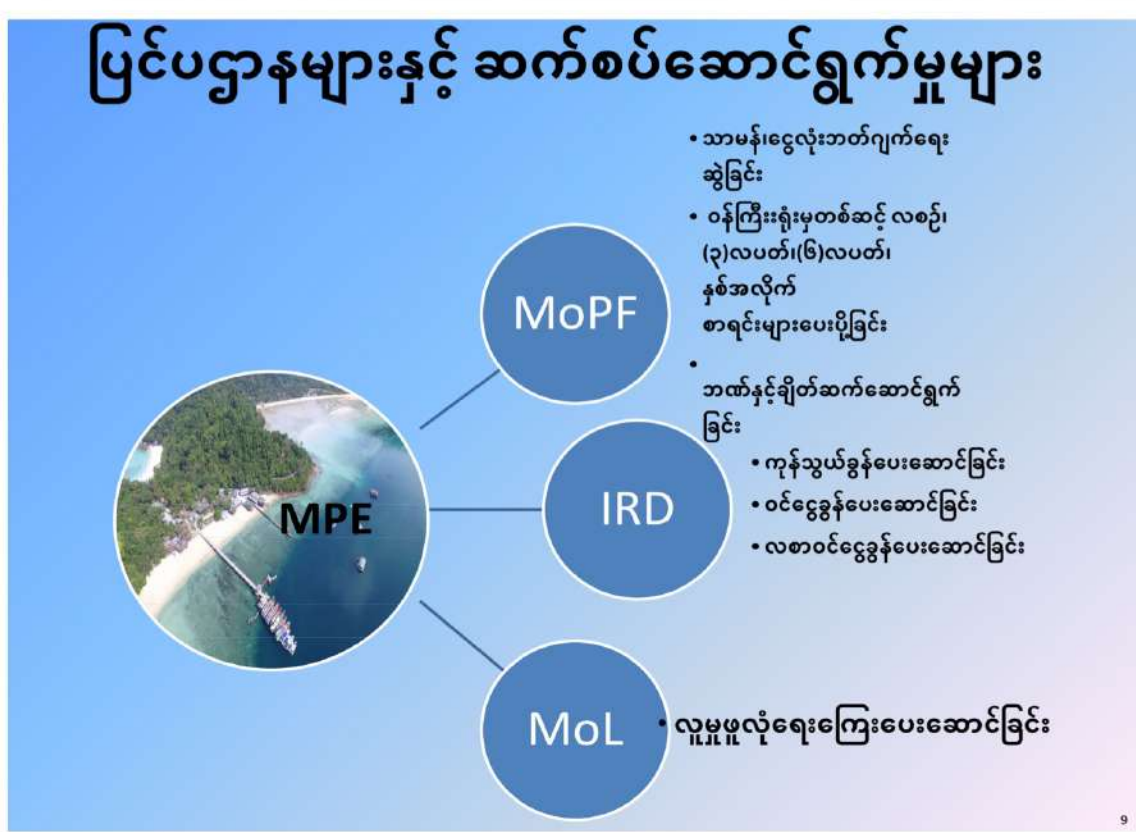 ပြင်ပဌာနများနှင့် ဆက်စပ်ဆောင်ရွက်မှုများ
• သာမန်၊ငွေလုံးဘတ်ဂျက်ရေး
ဆွဲခြင်း
• ဝန်ကြီးးရုံးမှတစ်ဆင့် လစဉ်၊
(၃)လပတ်၊(၆)လပတ်၊
နှစ်အလိုက်
စာရင်းများပေးပို့ခြင်း
•
ဘဏ်နှင့်ချိတ်ဆက်ဆောင်ရွက်
ခြင်း
MoPF
• ကုန်သွယ်ခွန်ပေးဆောင်ခြင်း
• ဝင်ငွေခွန်ပေးဆောင်ခြင်း
• လစာဝင်ငွေခွန်ပေးဆောင်ခြင်း
MPE
IRD
MoL
• လူမှုဖူလုံရေးကြေးပေးဆောင်ခြင်း
9